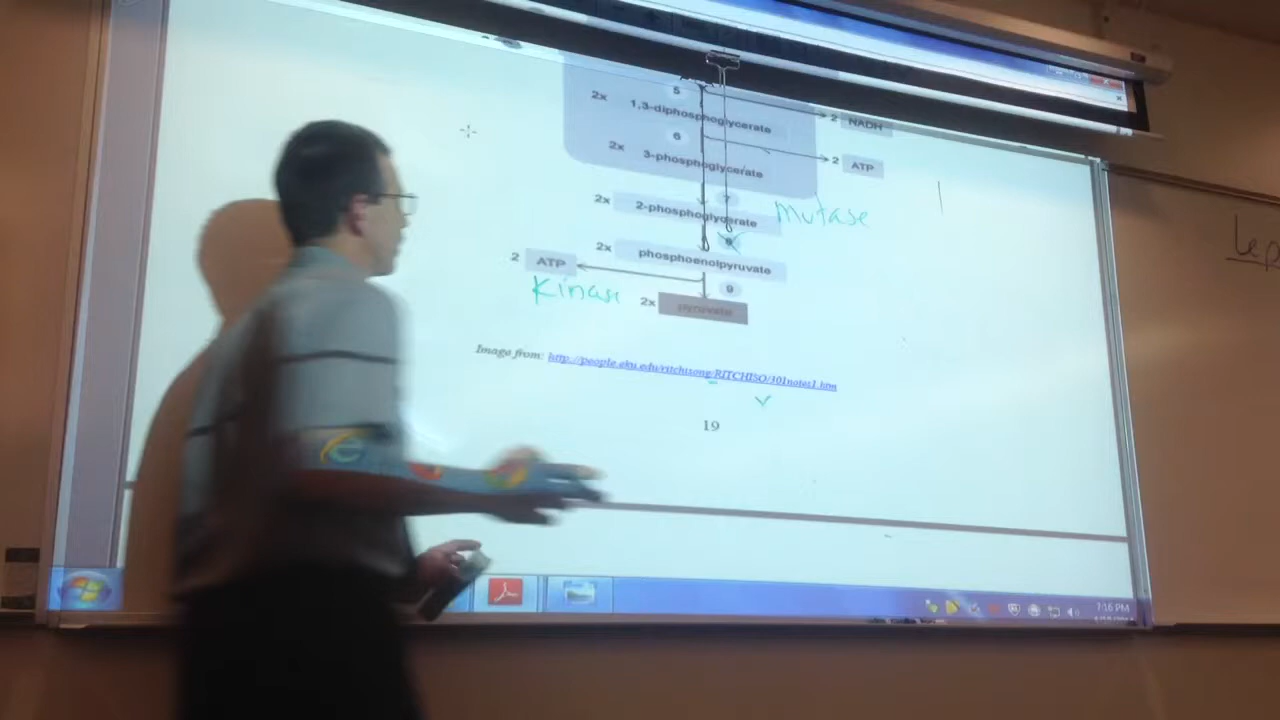 5
2x 1,3-diphosphoglycerate
2 NADH
6
2 ATP
2x 3-phosphoglycerate
7
2x 2-phosphoglycerate
Mutase
8
2x phosphoenolpyruvate
2 ATP
9
Kinase
2x pyruvate
Image from: http://people.eku.edu/ritchisong/RITCHISO/301notes1.htm
19
7:16 PM